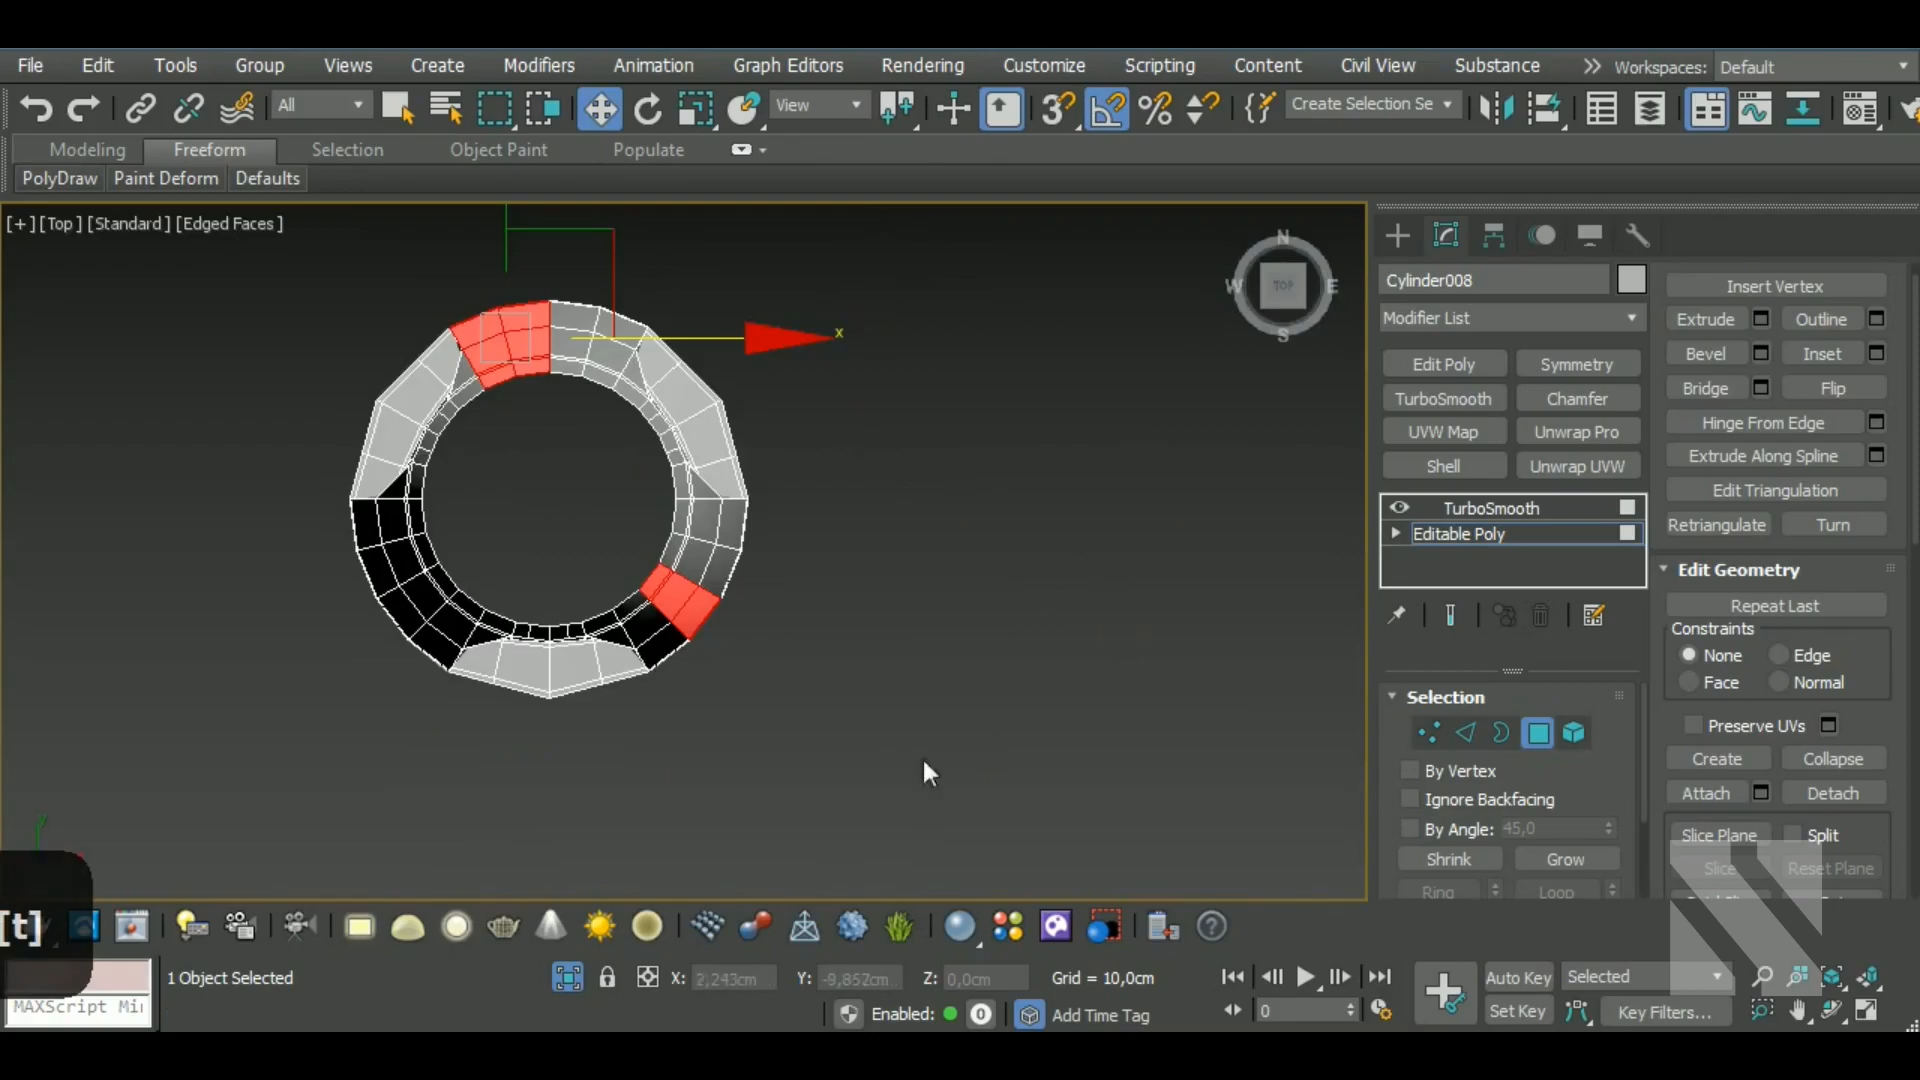 File Edit Tools Group Views Create Modifiers Animation Graph Editors Rendering Customize Scripting Content Civil View Substance Workspaces: Default
All View Create Selection Se
Modeling Freeform Selection Object Paint Populate
PolyDraw Paint Deform Defaults
[+] [Top] [Standard] [Edged Faces]
N
W TOP E
S
x
y
Cylinder008
Modifier List
Edit Poly Symmetry
TurboSmooth Chamfer
UVW Map Unwrap Pro
Shell Unwrap UVW
TurboSmooth
Editable Poly
Selection
By Vertex
Ignore Backfacing
By Angle: 45,0
Shrink Grow
Ring Loop
Insert Vertex
Extrude Outline
Bevel Inset
Bridge Flip
Hinge From Edge
Extrude Along Spline
Edit Triangulation
Retriangulate Turn
Edit Geometry
Repeat Last
Constraints
None Edge
Face Normal
Preserve UVs
Create Collapse
Attach Detach
Slice Plane Split
Slice Reset Plane
[t]
1 Object Selected X: 2,243cm Y: -9,857cm Z: 0,0cm Grid = 10,0cm Auto Key Selected
MAXScript Mi Enabled: 0 Add Time Tag 0 Set Key Key Filters...